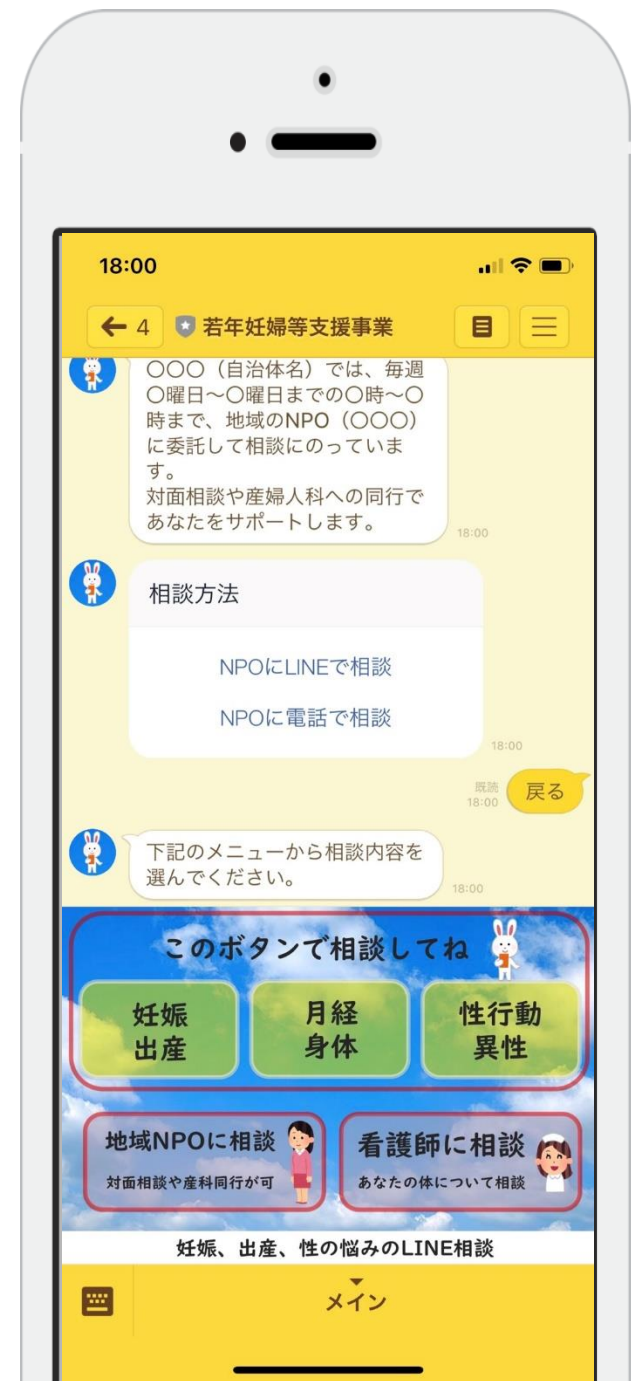 18:00
4 若年妊婦等支援事業
〇〇〇（自治体名）では、毎週
〇曜日～〇曜日までの〇時～〇
時まで、地域のNPO（〇〇〇）
に委託して相談にのっていま
す。
対面相談や産婦人科への同行で
あなたをサポートします。
18:00
相談方法
NPOにLINEで相談
NPOに電話で相談
18:00
既読
18:00
戻る
下記のメニューから相談内容を
選んでください。
18:00
このボタンで相談してね
妊娠
出産
月経
身体
性行動
異性
地域NPOに相談
対面相談や産科同行が可
看護師に相談
あなたの体について相談
妊娠、出産、性の悩みのLINE相談
メイン